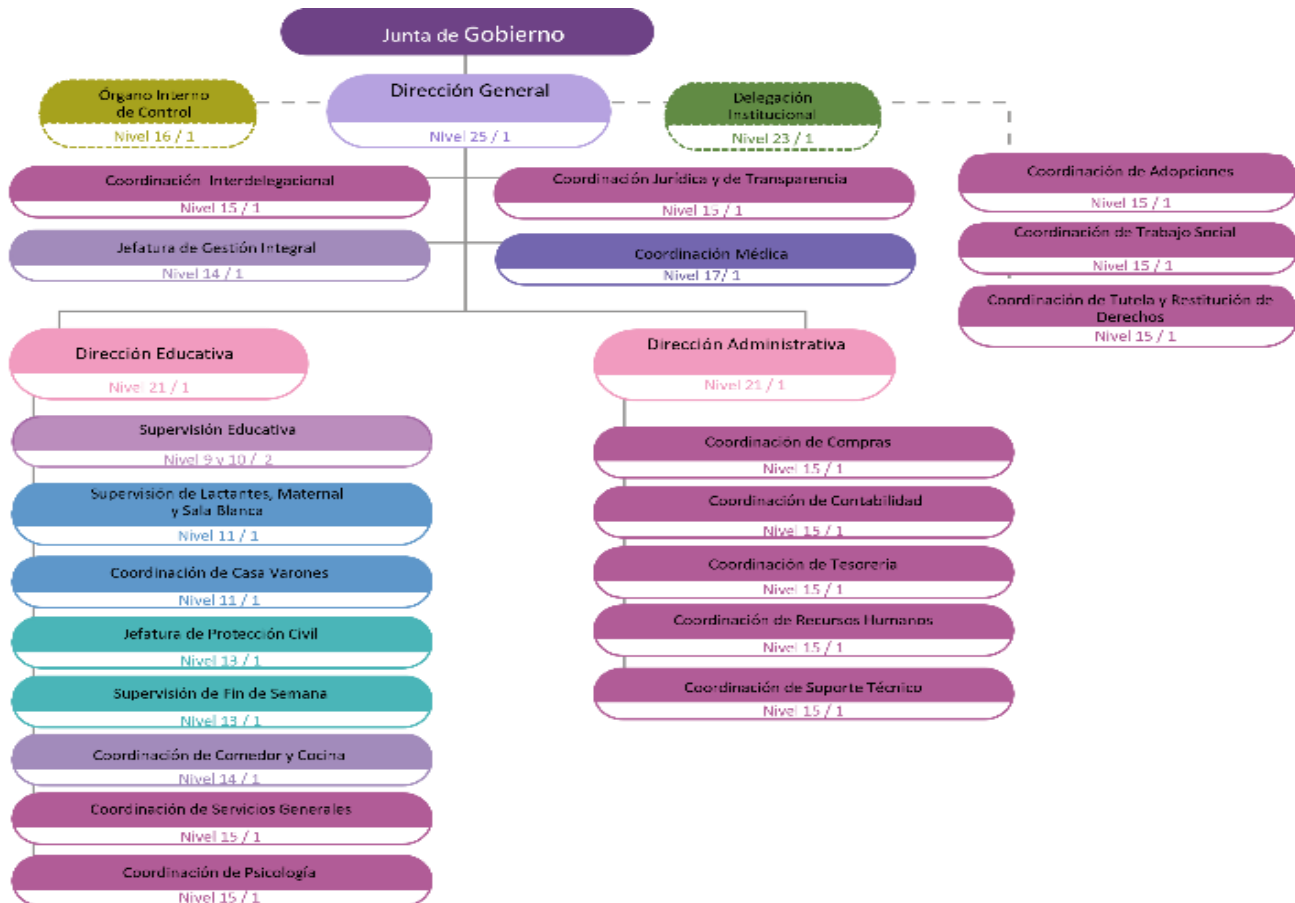 Junta de Gobierno
Dirección General
Nivel 25 / 1
Órgano Interno
de Control
Nivel 16 / 1
Delegación
Institucional
Nivel 23 / 1
Coordinación Interdelegacional
Nivel 15 / 1
Coordinación Jurídica y de Transparencia
Nivel 15 / 1
Jefatura de Gestión Integral
Nivel 14 / 1
Coordinación Médica
Nivel 17/ 1
Coordinación de Adopciones
Nivel 15 / 1
Coordinación de Trabajo Social
Nivel 15 / 1
Coordinación de Tutela y Restitución de
Derechos
Nivel 15 / 1
Dirección Educativa
Nivel 21 / 1
Supervisión Educativa
Nivel 9 y 10 / 2
Supervisión de Lactantes, Maternal
y Sala Blanca
Nivel 11 / 1
Coordinación de Casa Varones
Nivel 11 / 1
Jefatura de Protección Civil
Nivel 13 / 1
Supervisión de Fin de Semana
Nivel 13 / 1
Coordinación de Comedor y Cocina
Nivel 14 / 1
Coordinación de Servicios Generales
Nivel 15 / 1
Coordinación de Psicología
Nivel 15 / 1
Dirección Administrativa
Nivel 21 / 1
Coordinación de Compras
Nivel 15 / 1
Coordinación de Contabilidad
Nivel 15 / 1
Coordinación de Tesorería
Nivel 15 / 1
Coordinación de Recursos Humanos
Nivel 15 / 1
Coordinación de Suporte Técnico
Nivel 15 / 1